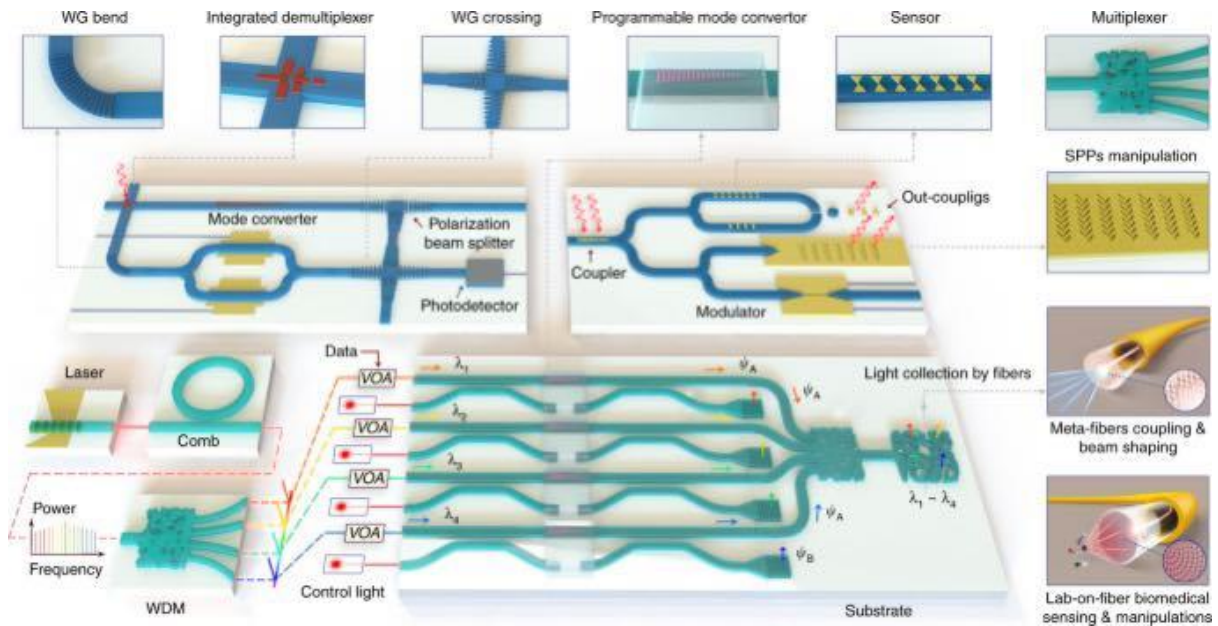 WG bend
Integrated demultiplexer
WG crossing
Programmable mode convertor
Sensor
Muitiplexer
SPPs manipulation
Mode converter
Polarization
beam splitter
Photodetector
Out-coupligs
Coupler
Modulator
Data
Laser
VOA
λ1
ψA
Light collection by fibers
ψA
λ2
Comb
VOA
Meta-fibers coupling &
beam shaping
λ3
VOA
λ1 – λ4
Power
λ4
VOA
ψA
Frequency
ψB
WDM
Control light
Substrate
Lab-on-fiber biomedical
sensing & manipulations